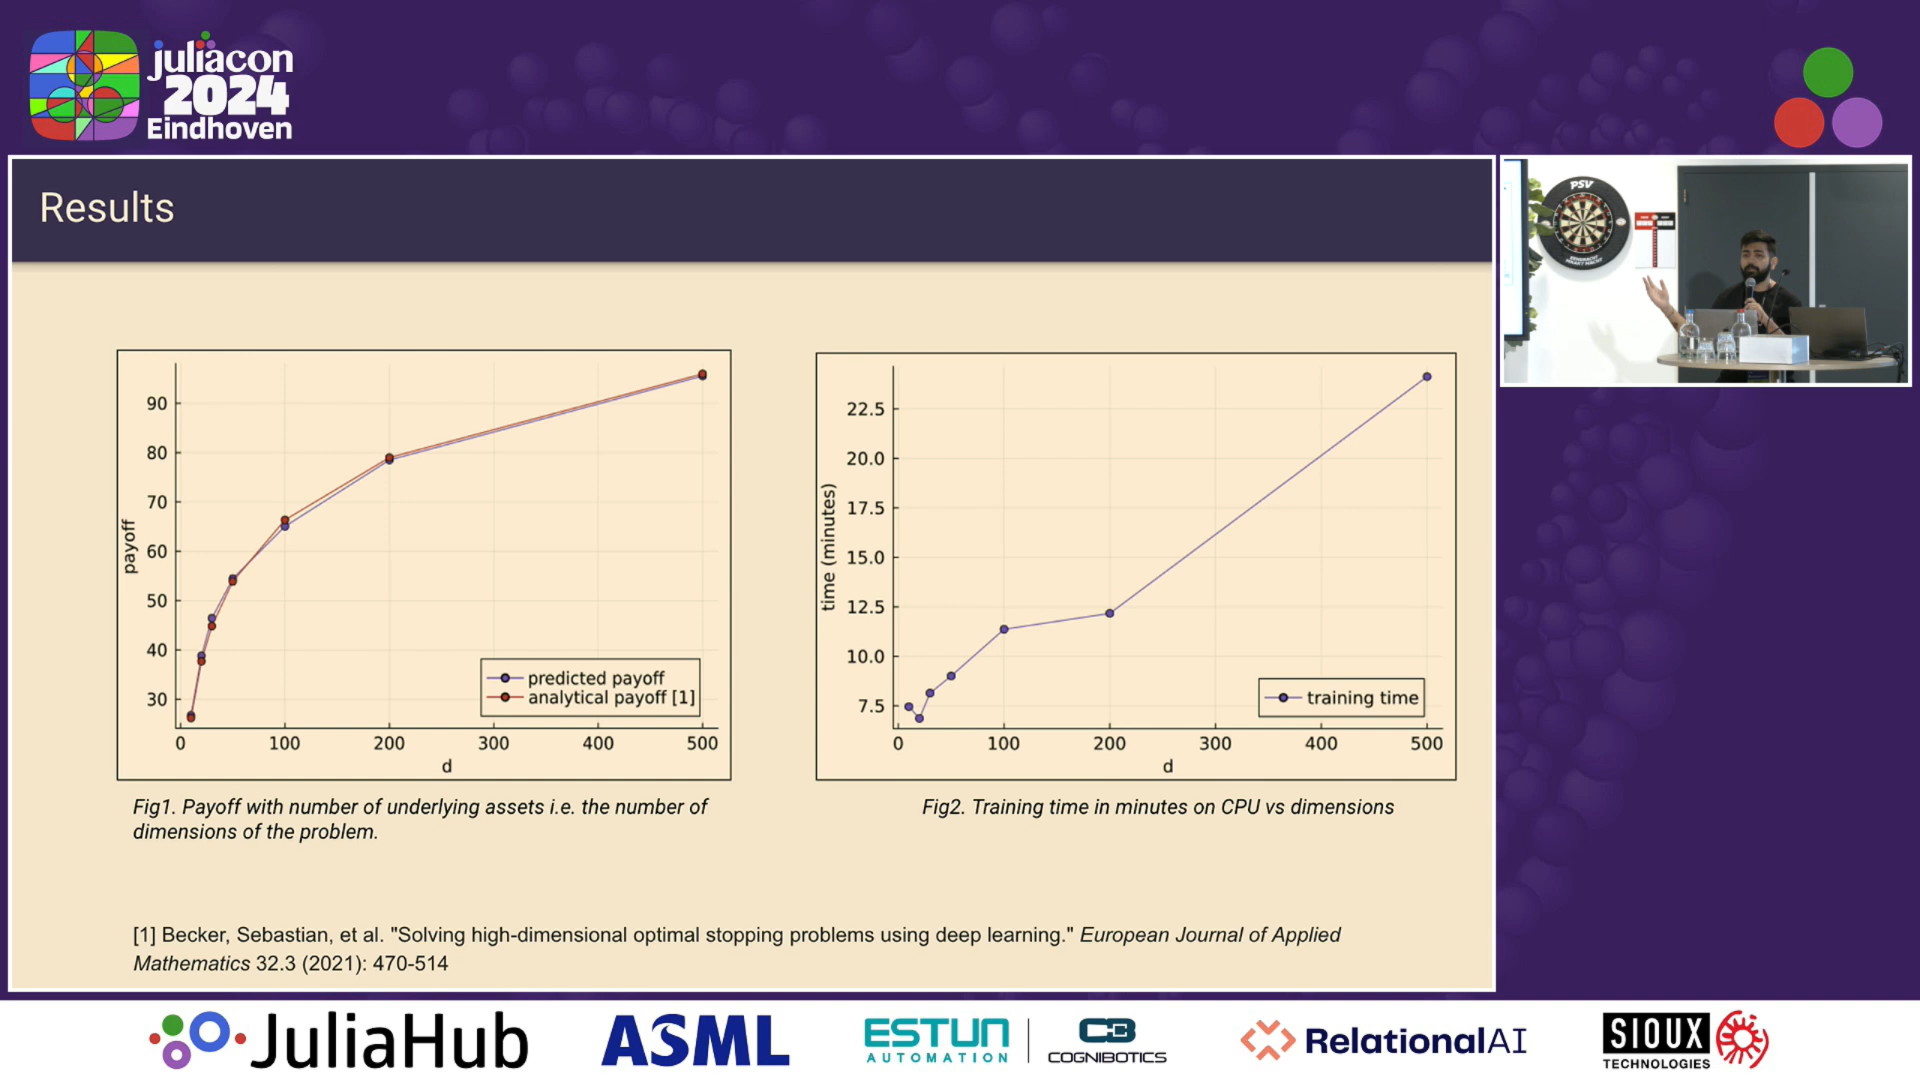 juliacon
2024
Eindhoven
Results
90
80
70
60
50
40
30
payoff
0 100 200 300 400 500
d
predicted payoff
analytical payoff [1]
22.5
20.0
17.5
15.0
12.5
10.0
7.5
time (minutes)
0 100 200 300 400 500
d
training time
Fig1. Payoff with number of underlying assets i.e. the number of
dimensions of the problem.
Fig2. Training time in minutes on CPU vs dimensions
[1] Becker, Sebastian, et al. "Solving high-dimensional optimal stopping problems using deep learning." European Journal of Applied
Mathematics 32.3 (2021): 470-514
PSV
EENDRACHT
MAAKT MACHT
JuliaHub
ASML
ESTUN
AUTOMATION
COGNIBOTICS
RelationalAI
SIOUX
TECHNOLOGIES